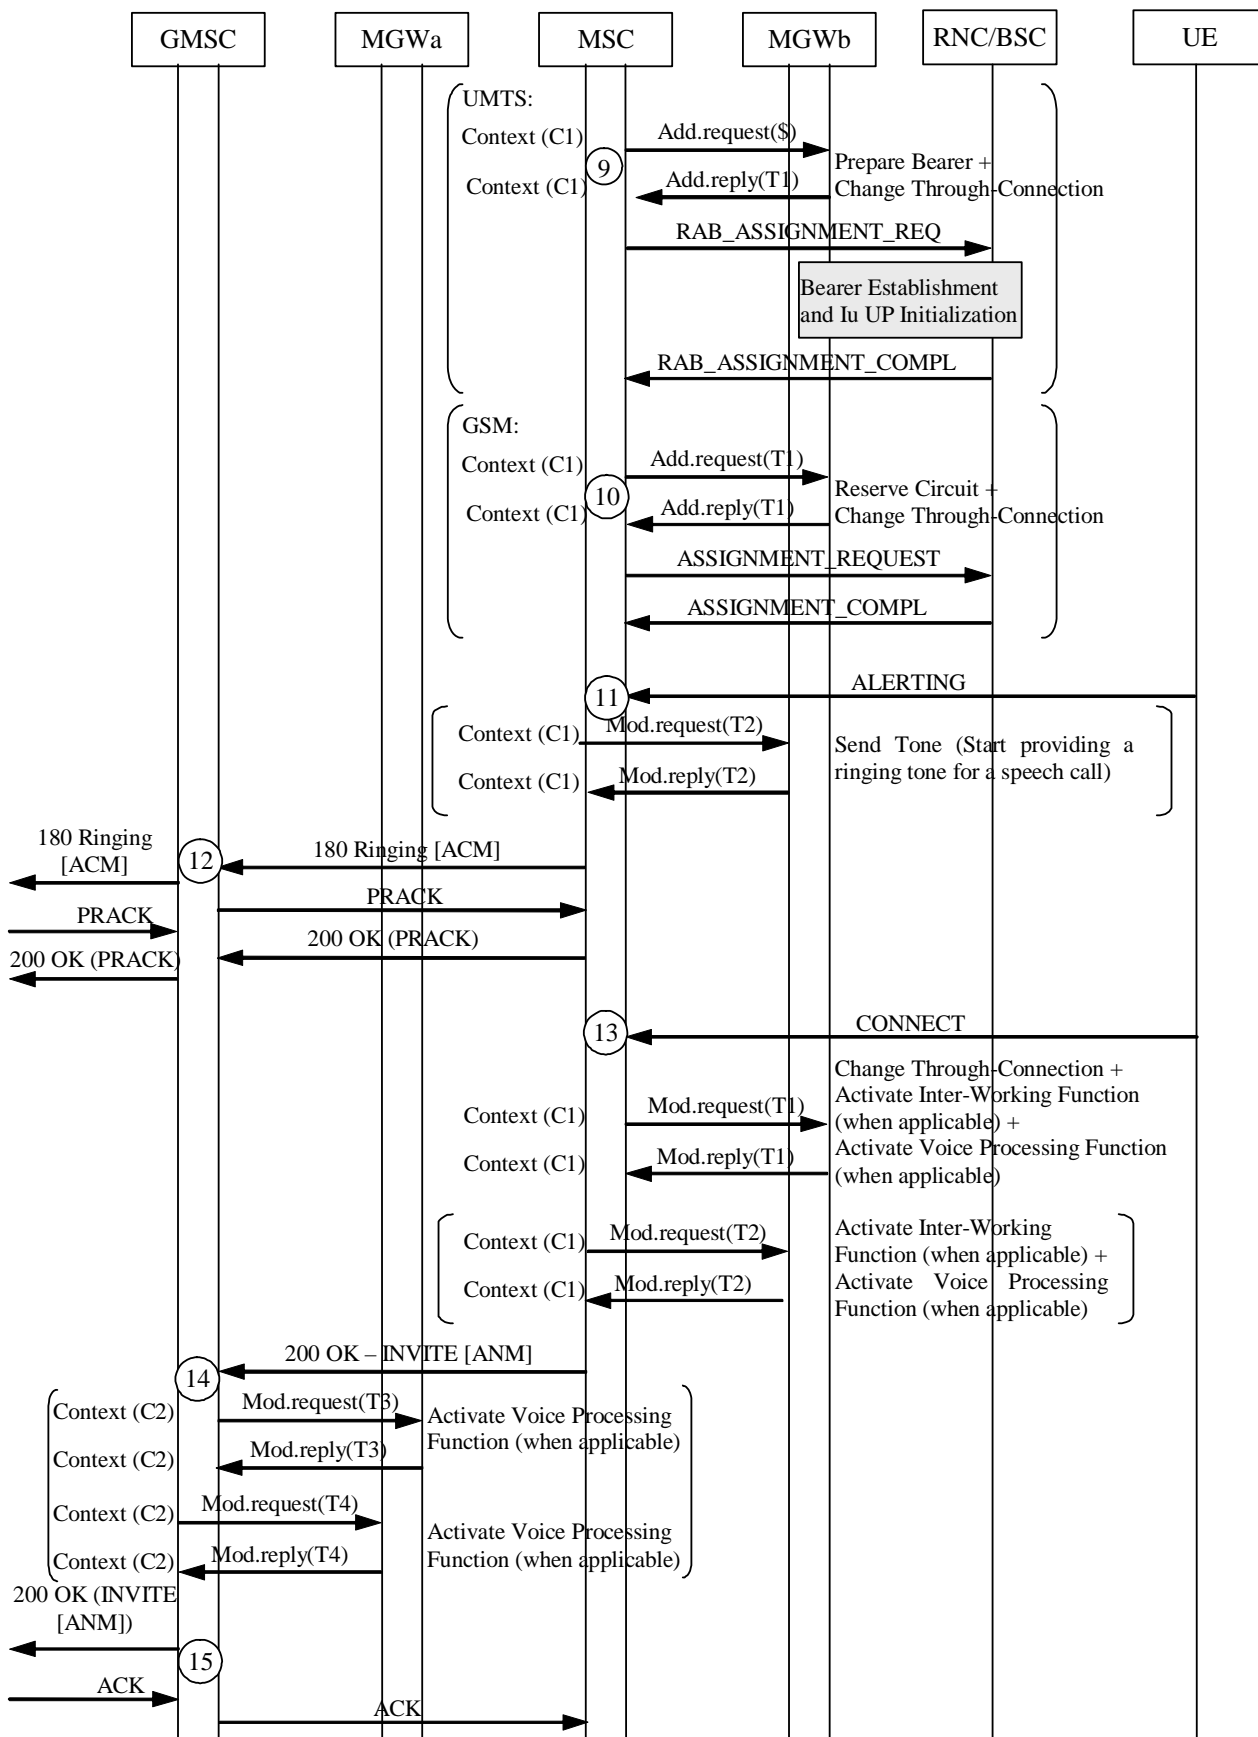 GMSC
MGWa
MSC
MGWb
RNC/BSC
UE
UMTS:
Context (C1)
Add.request($)
9
Prepare Bearer +
Change Through-Connection
Context (C1)
Add.reply(T1)
RAB_ASSIGNMENT_REQ
Bearer Establishment
and Iu UP Initialization
RAB_ASSIGNMENT_COMPL
GSM:
Context (C1)
Add.request(T1)
10
Reserve Circuit +
Change Through-Connection
Context (C1)
Add.reply(T1)
ASSIGNMENT_REQUEST
ASSIGNMENT_COMPL
11
ALERTING
Context (C1)
Mod.request(T2)
Send Tone (Start providing a
ringing tone for a speech call)
Context (C1)
Mod.reply(T2)
180 Ringing
[ACM]
12
180 Ringing [ACM]
PRACK
PRACK
200 OK (PRACK)
200 OK (PRACK)
13
CONNECT
Change Through-Connection +
Activate Inter-Working Function
(when applicable) +
Activate Voice Processing Function
(when applicable)
Context (C1)
Mod.request(T1)
Context (C1)
Mod.reply(T1)
Context (C1)
Mod.request(T2)
Activate Inter-Working
Function (when applicable) +
Activate Voice Processing
Function (when applicable)
Context (C1)
Mod.reply(T2)
14
200 OK – INVITE [ANM]
Context (C2)
Mod.request(T3)
Activate Voice Processing
Function (when applicable)
Context (C2)
Mod.reply(T3)
Context (C2)
Mod.request(T4)
Activate Voice Processing
Function (when applicable)
Context (C2)
Mod.reply(T4)
200 OK (INVITE
[ANM])
15
ACK
ACK